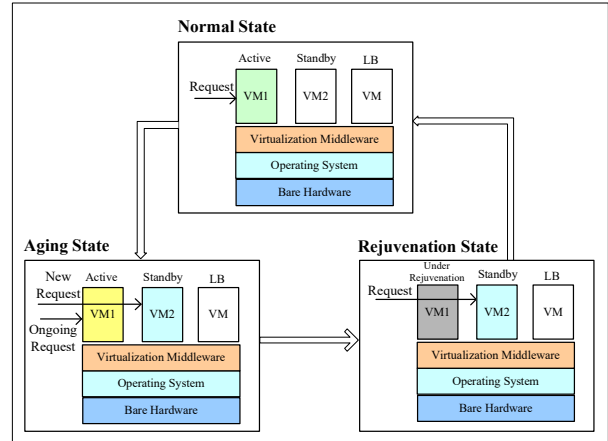 Normal State
Active Standby LB
Request
VM1 VM2 VM
Virtualization Middleware
Operating System
Bare Hardware
Aging State
New
Request
Active Standby LB
Ongoing
Request
VM1 VM2 VM
Virtualization Middleware
Operating System
Bare Hardware
Rejuvenation State
Under
Rejuvenation
Standby LB
Request
VM1 VM2 VM
Virtualization Middleware
Operating System
Bare Hardware